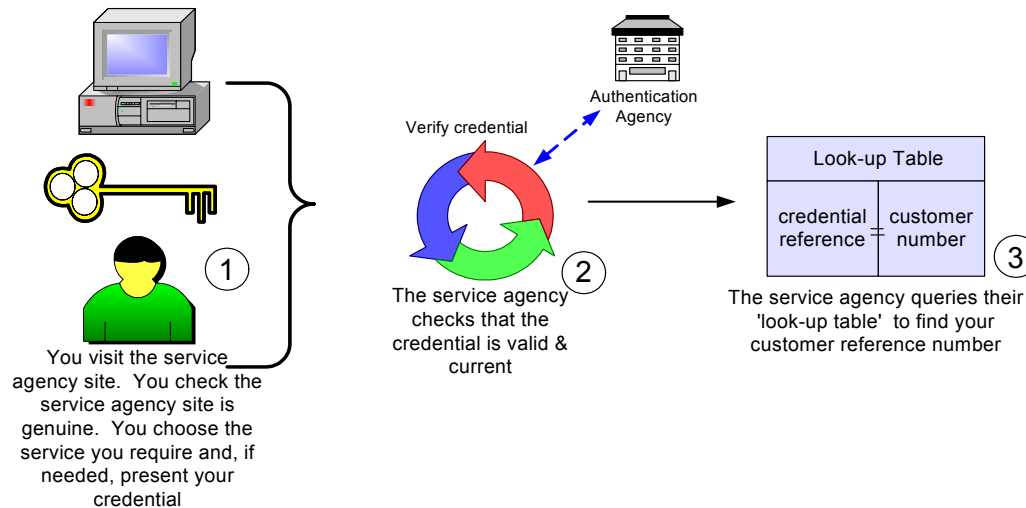 Authentication
Agency
Verify credential
Look-up Table
credential
reference
=
customer
number
1
2
3
You visit the service
agency site. You check the
service agency site is
genuine. You choose the
service you require and, if
needed, present your
credential
The service agency
checks that the
credential is valid &
current
The service agency queries their
'look-up table' to find your
customer reference number